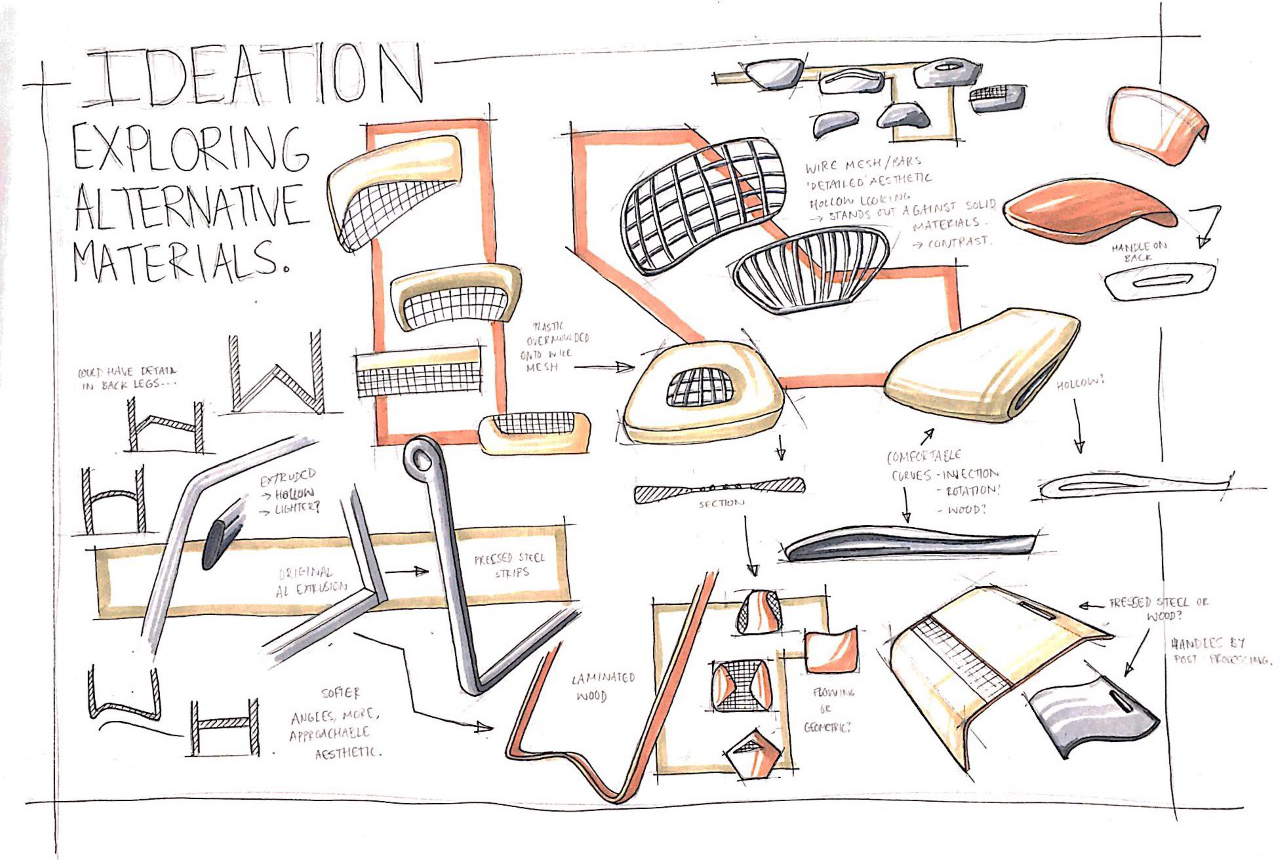 IDEATION
EXPLORING
ALTERNATIVE
MATERIALS.
WIRE MESH/BARS
'DETAILED' AESTHETIC
HOLLOW LOOKING
→ STANDS OUT AGAINST SOLID
MATERIALS.
→ CONTRAST.
HANDLE ON
BACK
PLASTIC
OVERMOULDED
ONTO WIRE
MESH
COULD HAVE DETAIL
IN BACK LEGS...
HOLLOW?
EXTRUDED
→ HOLLOW
→ LIGHTER?
COMFORTABLE
CURVES - INJECTION
- ROTATION?
- WOOD?
SECTION
ORIGINAL
AL EXTRUSION
PRESSED STEEL
STRIPS
PRESSED STEEL OR
WOOD?
HANDLES BY
POST PROCESSING.
SOFTER
ANGLES, MORE,
APPROACHABLE
AESTHETIC.
LAMINATED
WOOD
FLOWING
OR
GEOMETRIC?